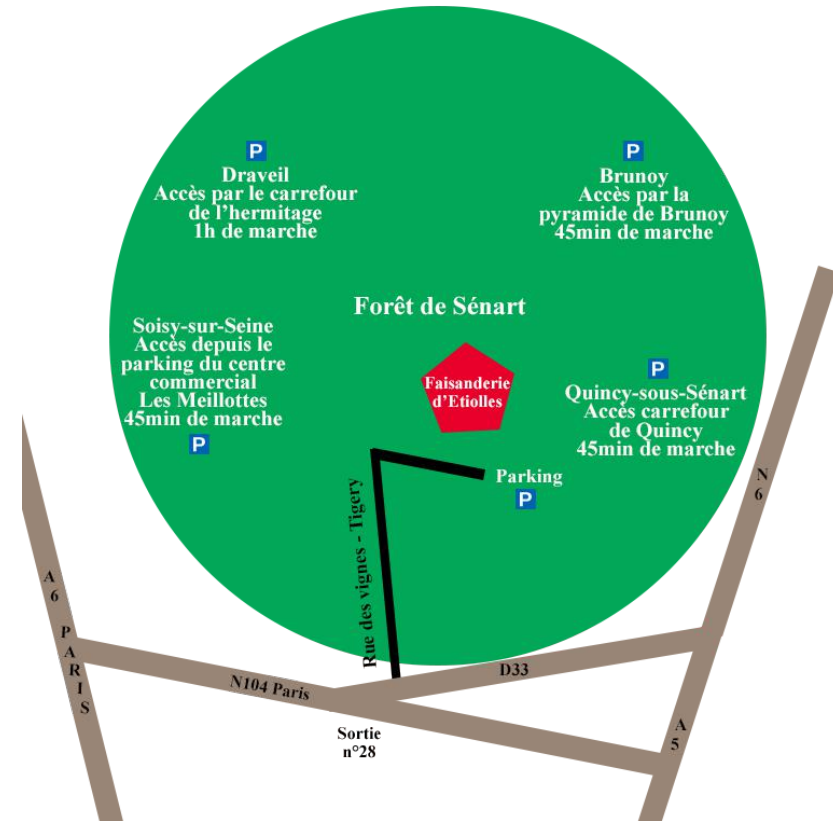 P
Draveil
Accès par le carrefour
de l'hermitage
1h de marche
P
Brunoy
Accès par la
pyramide de Brunoy
45min de marche
Forêt de Sénart
Soisy-sur-Seine
Accès depuis le
parking du centre
commercial
Les Meillottes
45min de marche
P
Faisanderie
d'Etiolles
P
Quincy-sous-Sénart
Accès carrefour
de Quincy
45min de marche
Parking
P
Rue des vignes - Tigery
N6
A6 PARIS
N104 Paris
D33
A5
Sortie
n°28